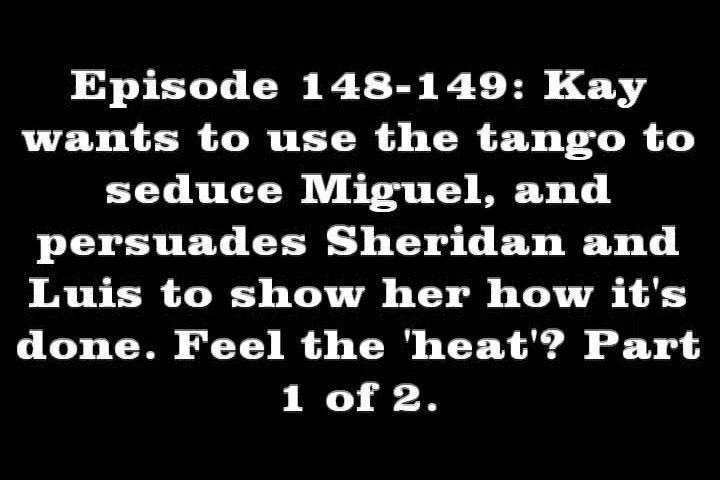 Episode 148-149: Kay
wants to use the tango to
seduce Miguel, and
persuades Sheridan and
Luis to show her how it's
done. Feel the 'heat'? Part
1 of 2.